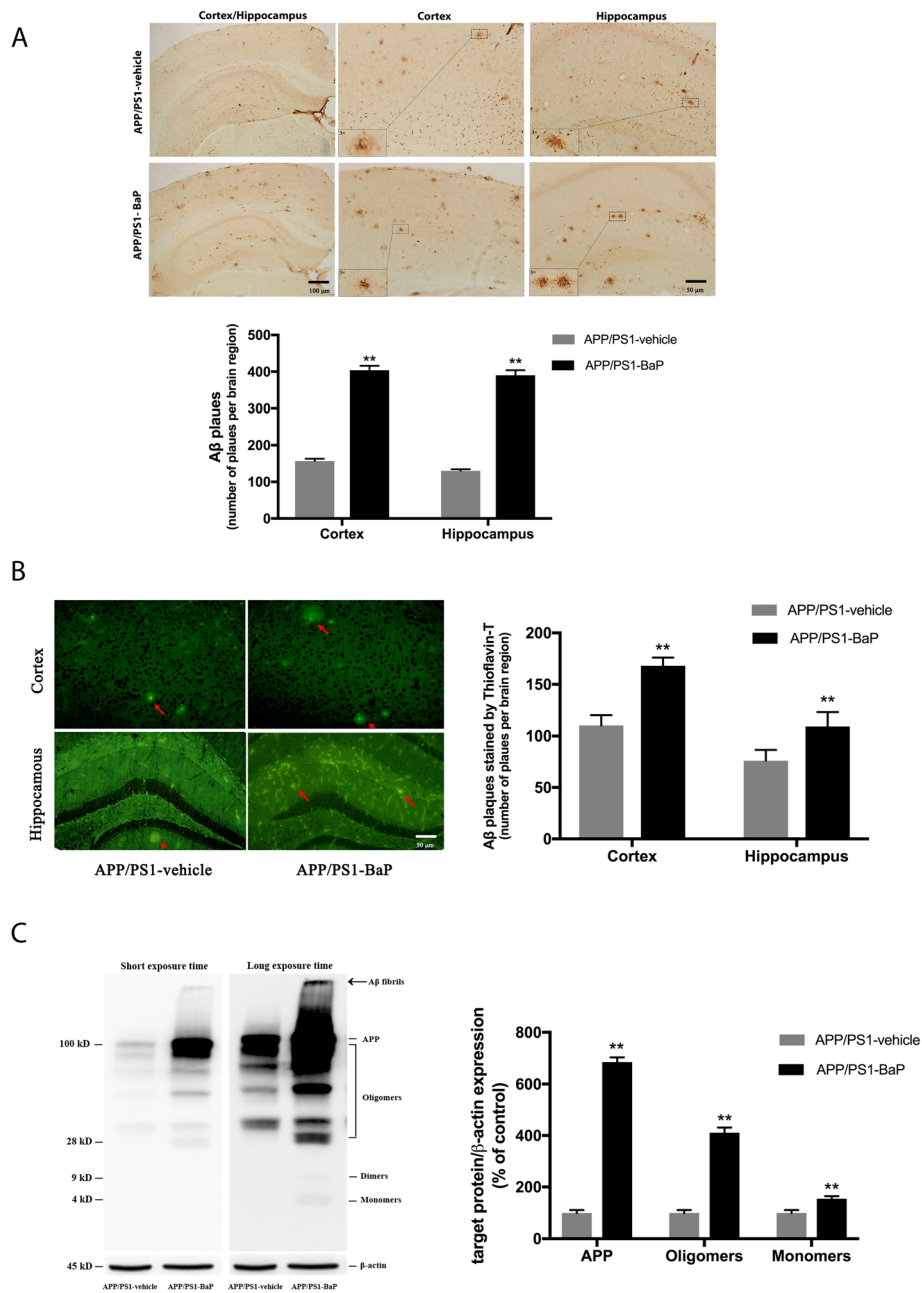 A
Cortex/Hippocampus
Cortex
Hippocampus
APP/PS1-vehicle
3×
3×
APP/PS1- BaP
100 μm
3×
3×
50 μm
Aβ plaues
(number of plaues per brain region)
500
400
300
200
100
0
**
**
Cortex
Hippocampus
APP/PS1-vehicle
APP/PS1-BaP
B
Cortex
Hippocamous
50 μm
APP/PS1-vehicle
APP/PS1-BaP
Aβ plaques stained by Thioflavin-T
(number of plaues per brain region)
200
150
100
50
0
**
**
Cortex
Hippocampus
APP/PS1-vehicle
APP/PS1-BaP
C
Short exposure time
Long exposure time
Aβ fibrils
100 kD
APP
Oligomers
28 kD
9 kD
Dimers
4 kD
Monomers
45 kD
β-actin
APP/PS1-vehicle
APP/PS1-BaP
APP/PS1-vehicle
APP/PS1-BaP
target protein/β-actin expression
(% of control)
800
600
400
200
0
**
**
**
APP
Oligomers
Monomers
APP/PS1-vehicle
APP/PS1-BaP